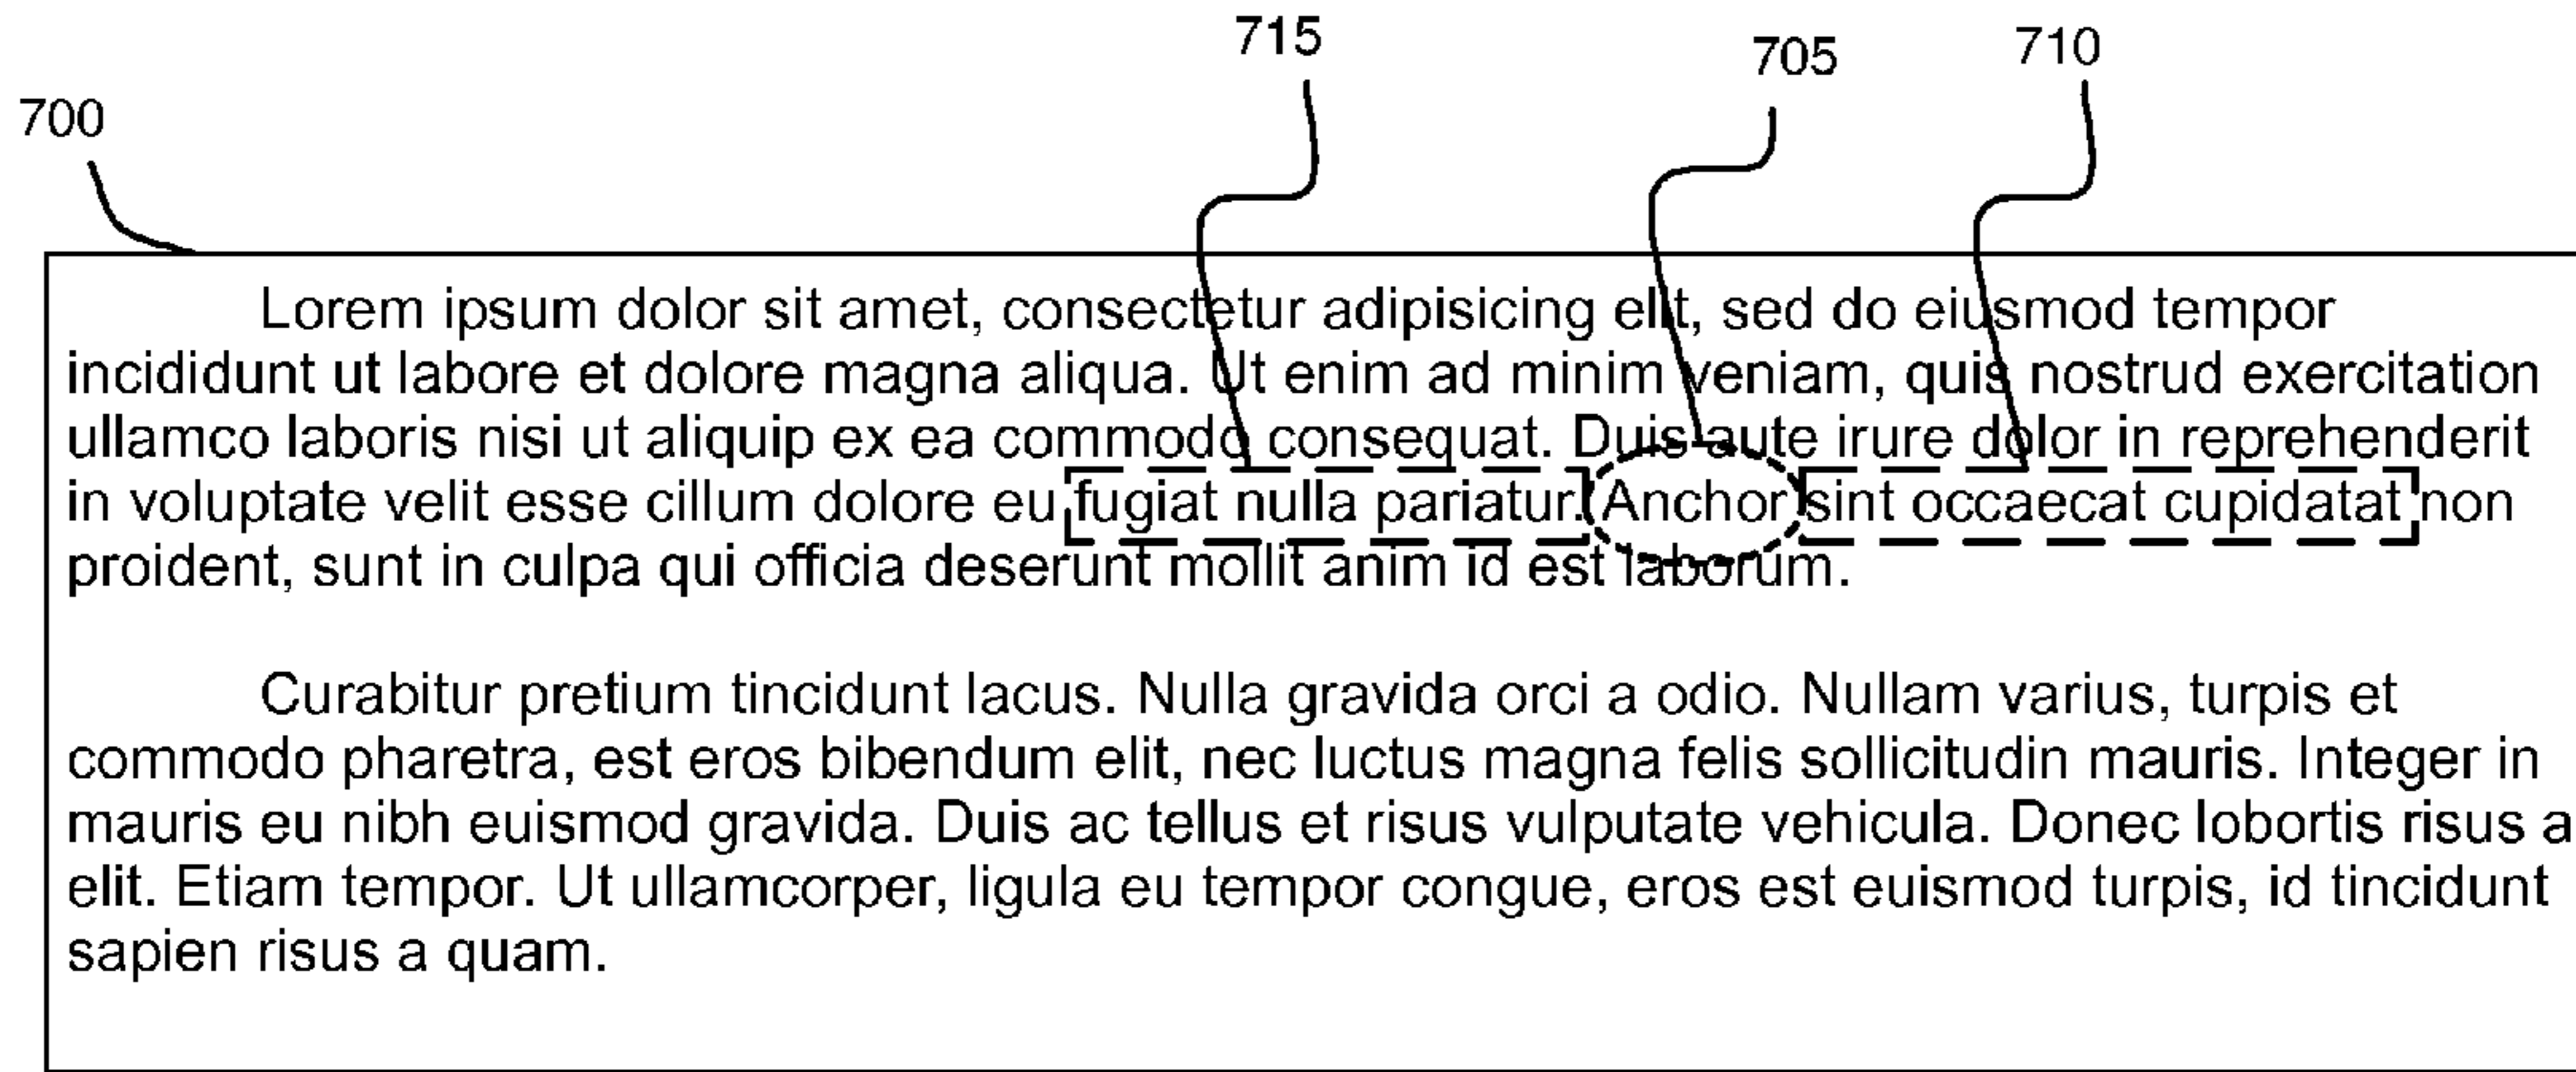 715
705
710
700
Lorem ipsum dolor sit amet, consectetur adipisicing elit, sed do eiusmod tempor
incididunt ut labore et dolore magna aliqua. Ut enim ad minim veniam, quis nostrud exercitation
ullamco laboris nisi ut aliquip ex ea commodo consequat. Duis aute irure dolor in reprehenderit
in voluptate velit esse cillum dolore eu fugiat nulla pariatur. Anchor sint occaecat cupidatat non
proident, sunt in culpa qui officia deserunt mollit anim id est laborum.
Curabitur pretium tincidunt lacus. Nulla gravida orci a odio. Nullam varius, turpis et
commodo pharetra, est eros bibendum elit, nec luctus magna felis sollicitudin mauris. Integer in
mauris eu nibh euismod gravida. Duis ac tellus et risus vulputate vehicula. Donec lobortis risus a
elit. Etiam tempor. Ut ullamcorper, ligula eu tempor congue, eros est euismod turpis, id tincidunt
sapien risus a quam.